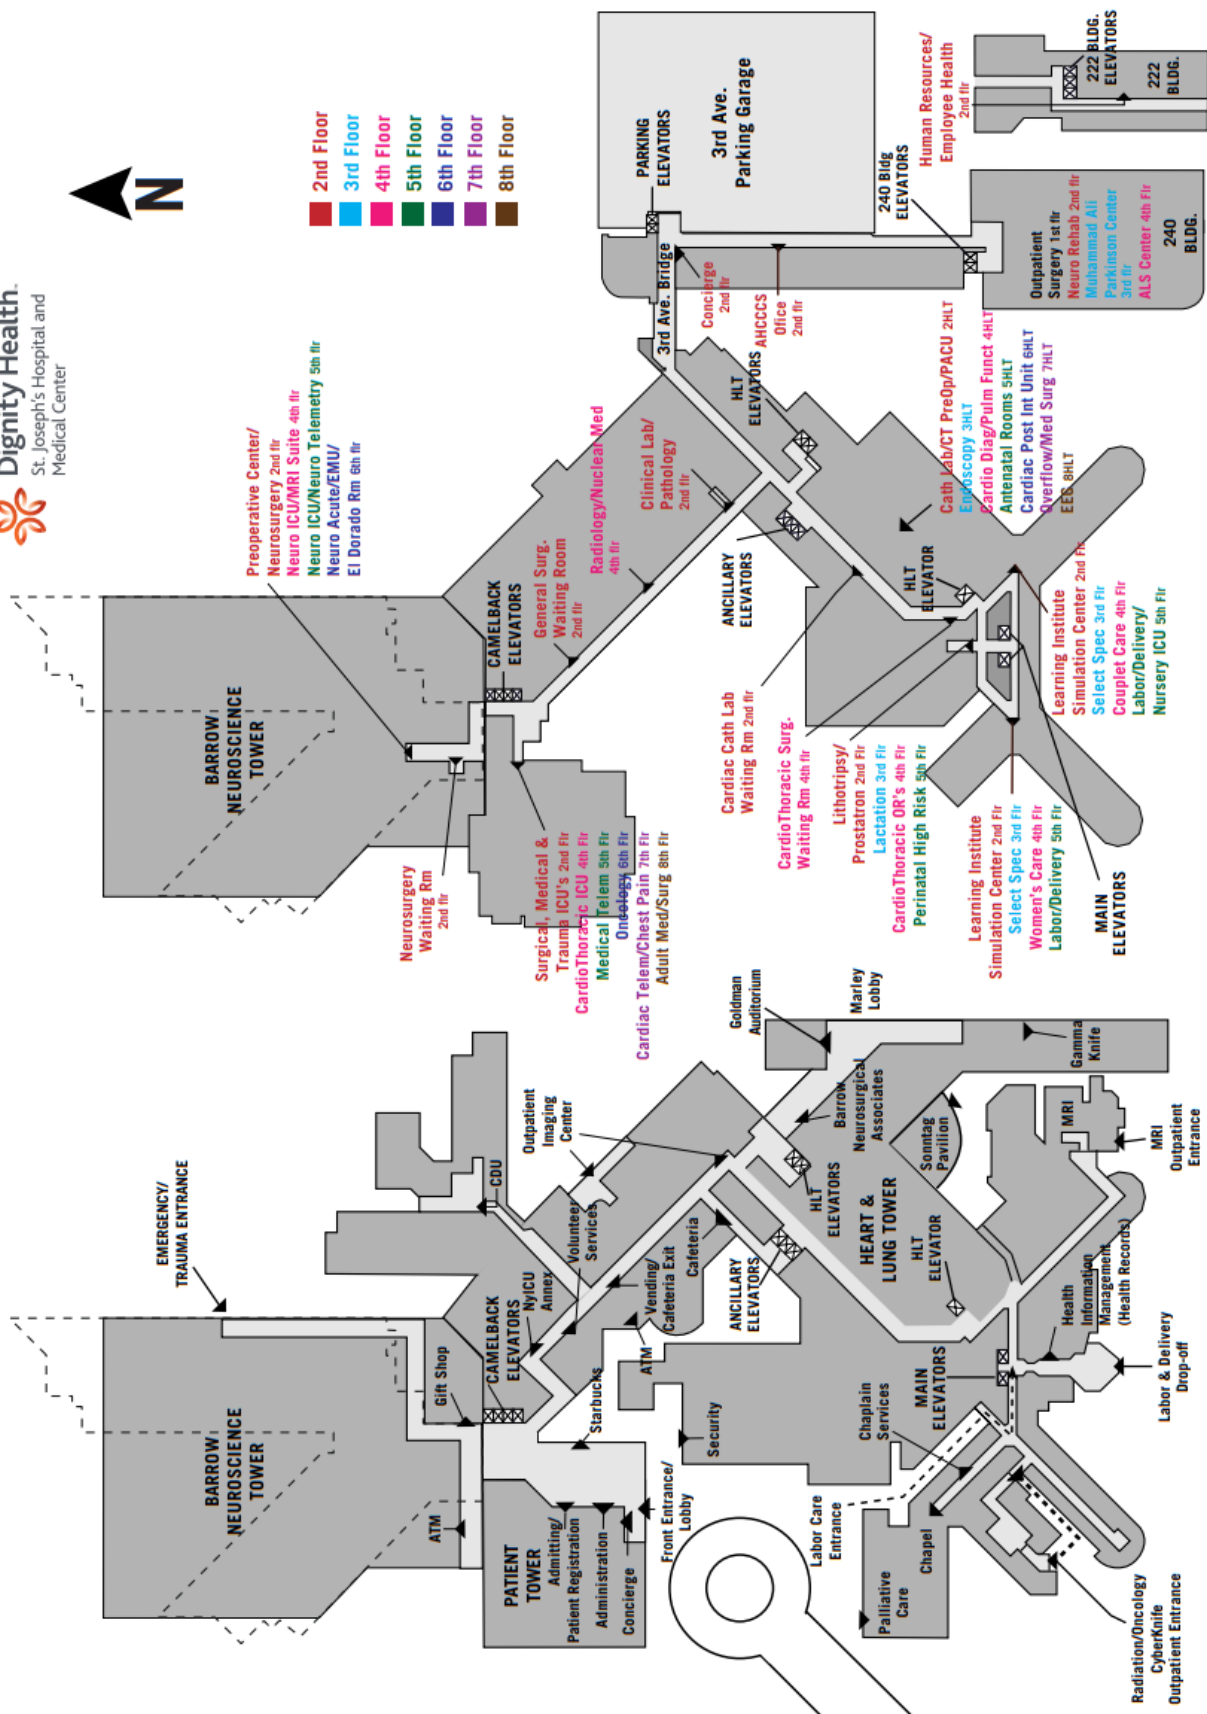 Dignity Health™
St. Joseph's Hospital and
Medical Center
N
2nd Floor
3rd Floor
4th Floor
5th Floor
6th Floor
7th Floor
8th Floor
BARROW
NEUROSCIENCE
TOWER
EMERGENCY/
TRAUMA ENTRANCE
ATM
Gift Shop
CAMELBACK
ELEVATORS
NyICU
Annex
CDU
Outpatient
Imaging
Center
Volunteer
Services
Vending/
Cafeteria Exit
Cafeteria
ATM
Starbucks
PATIENT
TOWER
Admitting/
Patient Registration
Administration
Concierge
Front Entrance/
Lobby
Security
ANCILLARY
ELEVATORS
Goldman
Auditorium
Marley
Lobby
Barrow
Neurosurgical
Associates
Gamma
Knife
HLT
ELEVATORS
HEART &
LUNG TOWER
HLT
ELEVATOR
Sonntag
Pavilion
MRI
MRI
Outpatient
Entrance
Health
Information
Management
(Health Records)
Labor & Delivery
Drop-off
MAIN
ELEVATORS
Chaplain
Services
Labor Care
Entrance
Chapel
Palliative
Care
Radiation/Oncology
CyberKnife
Outpatient Entrance
BARROW
NEUROSCIENCE
TOWER
Preoperative Center/
Neurosurgery 2nd flr
Neuro ICU/MRI Suite 4th flr
Neuro ICU/Neuro Telemetry 5th flr
Neuro Acute/EMU/
El Dorado Rm 6th flr
Neurosurgery
Waiting Rm
2nd flr
CAMELBACK
ELEVATORS
General Surg.
Waiting Room
2nd flr
Radiology/Nuclear Med
4th flr
Clinical Lab/
Pathology
2nd flr
Surgical, Medical &
Trauma ICU's 2nd Flr
CardioThoracic ICU 4th Flr
Medical Telem 5th Flr
Oncology 6th Flr
Cardiac Telem/Chest Pain 7th Flr
Adult Med/Surg 8th Flr
ANCILLARY
ELEVATORS
HLT
ELEVATORS
3rd Ave. Bridge
PARKING
ELEVATORS
3rd Ave.
Parking Garage
Concierge
2nd flr
AHCCCS
Ofice
2nd flr
240 Bldg
ELEVATORS
Human Resources/
Employee Health
2nd flr
222 BLDG.
ELEVATORS
222
BLDG.
Outpatient
Surgery 1st flr
Neuro Rehab 2nd flr
Muhammad Ali
Parkinson Center
3rd flr
ALS Center 4th Flr
240
BLDG.
Cath Lab/CT PreOp/PACU 2HLT
Endoscopy 3HLT
Cardio Diag/Pulm Funct 4HLT
Antenatal Rooms 5HLT
Cardiac Post Int Unit 6HLT
Overflow/Med Surg 7HLT
EEG 8HLT
HLT
ELEVATOR
Cardiac Cath Lab
Waiting Rm 2nd flr
CardioThoracic Surg.
Waiting Rm 4th flr
Lithotripsy/
Prostatron 2nd Flr
Lactation 3rd Flr
CardioThoracic OR's 4th Flr
Perinatal High Risk 5th Flr
Learning Institute
Simulation Center 2nd Flr
Select Spec 3rd Flr
Women's Care 4th Flr
Labor/Delivery 5th Flr
MAIN
ELEVATORS
Learning Institute
Simulation Center 2nd Flr
Select Spec 3rd Flr
Couplet Care 4th Flr
Labor/Delivery/
Nursery ICU 5th Flr